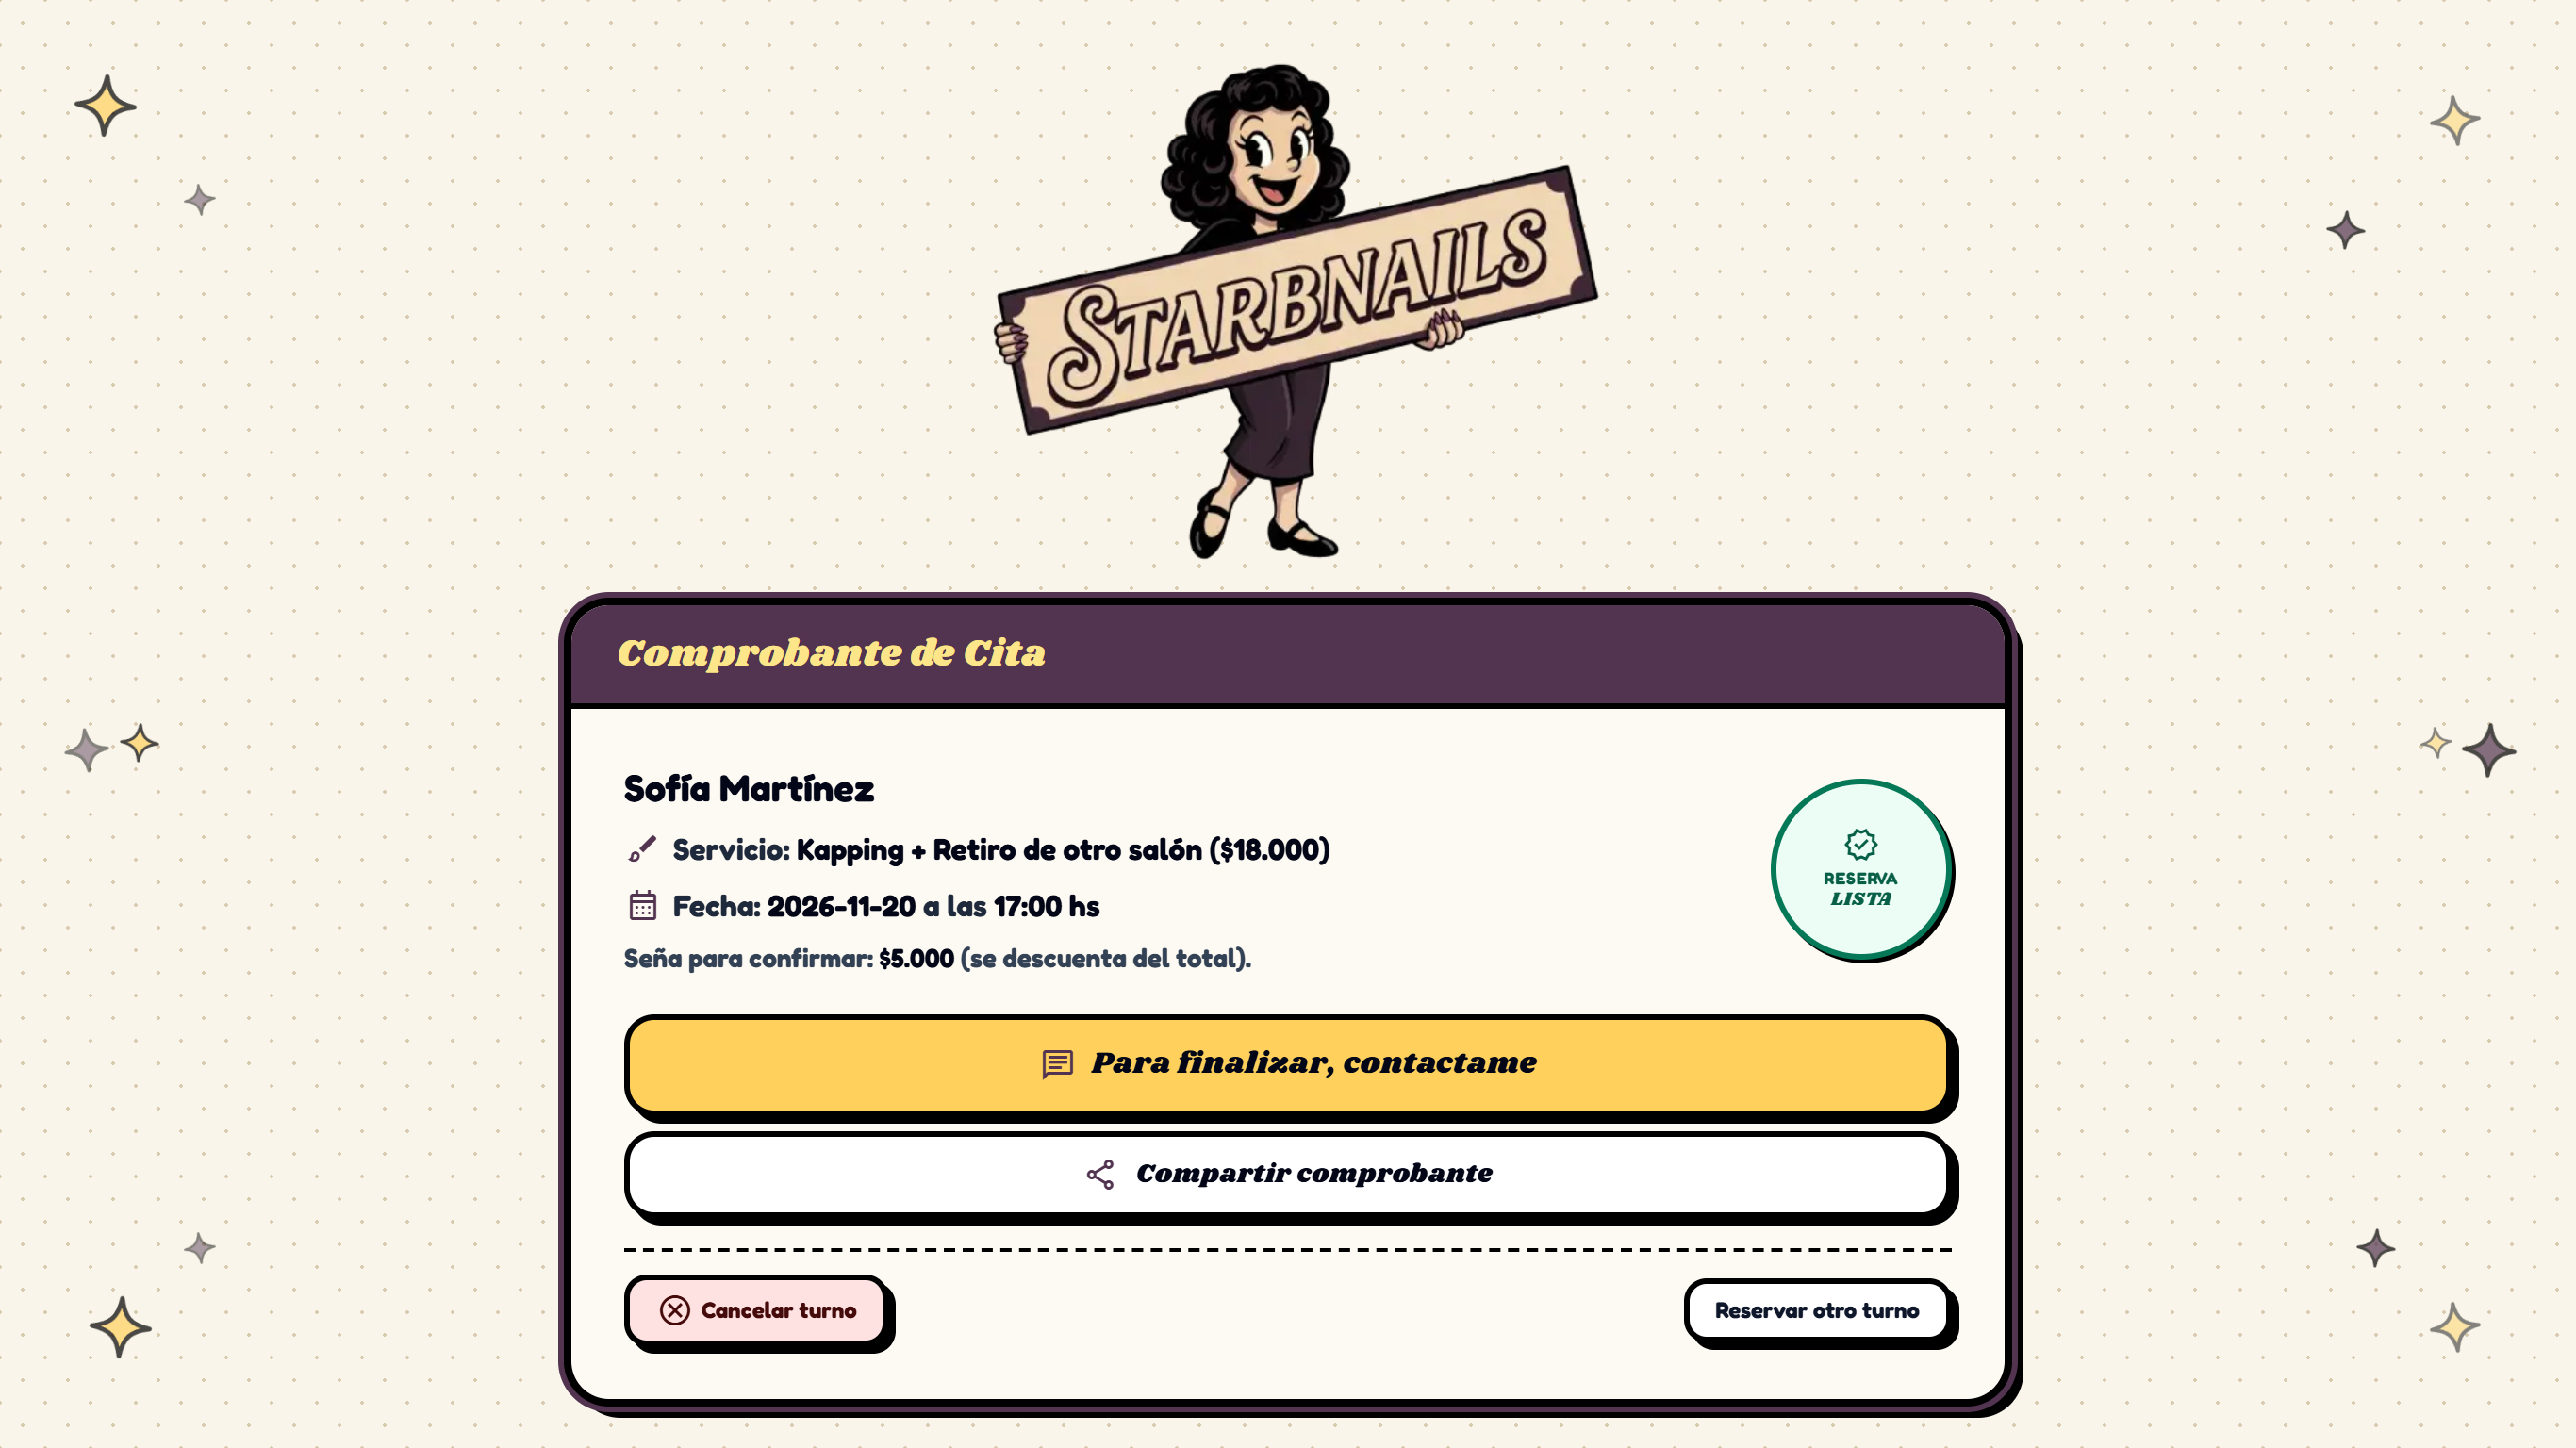 STARBNAILS
Comprobante de Cita
Sofía Martínez
Servicio: Kapping + Retiro de otro salón ($18.000)
Fecha: 2026-11-20 a las 17:00 hs
Seña para confirmar: $5.000 (se descuenta del total).
RESERVA
LISTA
Para finalizar, contactame
Compartir comprobante
Cancelar turno
Reservar otro turno